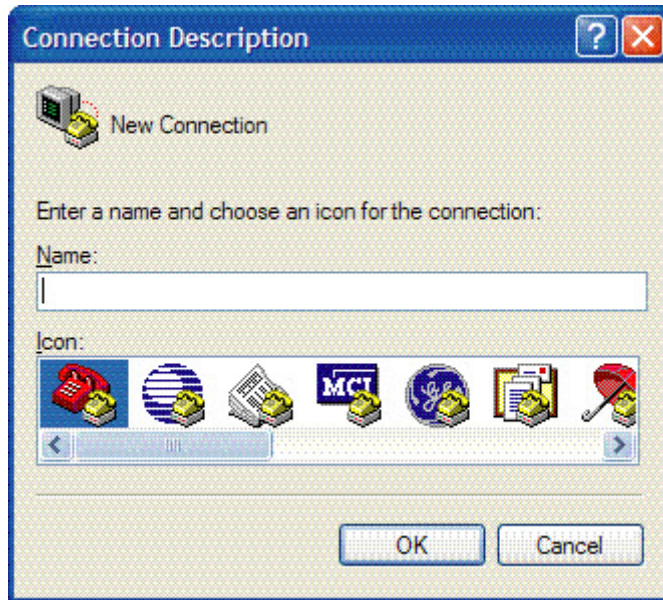 Connection Description
New Connection
Enter a name and choose an icon for the connection:
Name:
Icon:
MCI
OK Cancel